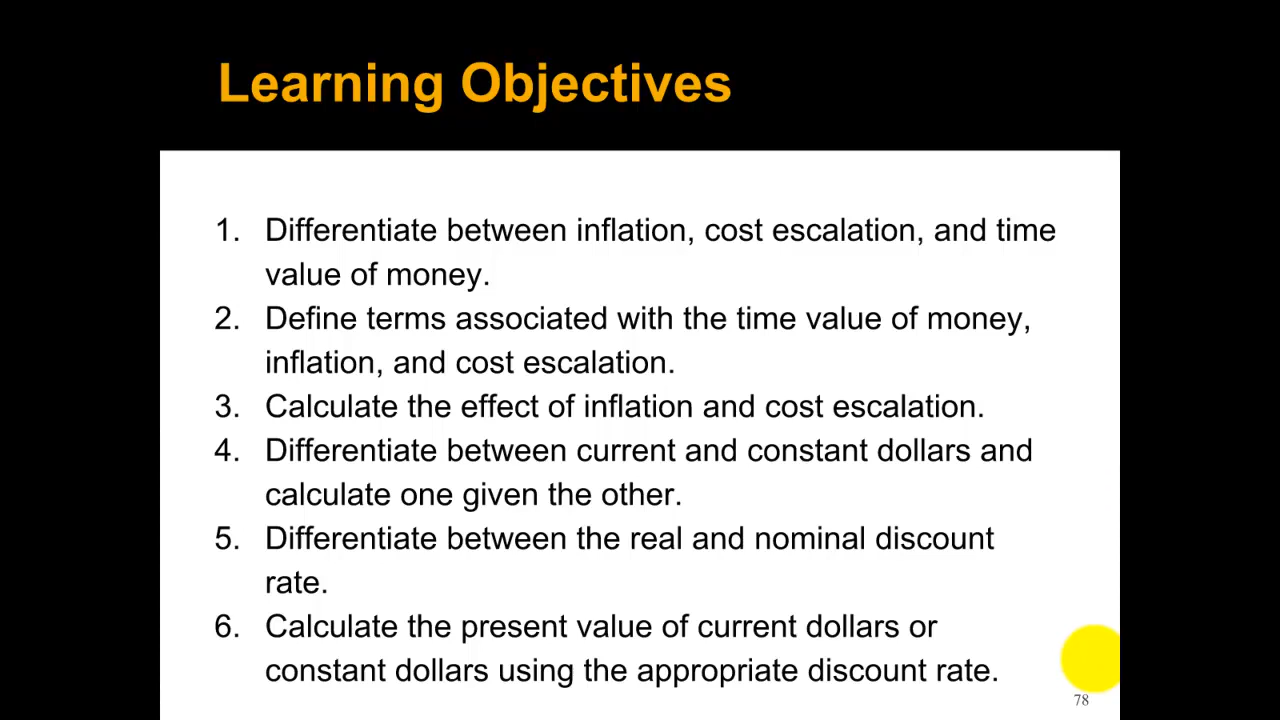 Learning Objectives
1. Differentiate between inflation, cost escalation, and time
value of money.
2. Define terms associated with the time value of money,
inflation, and cost escalation.
3. Calculate the effect of inflation and cost escalation.
4. Differentiate between current and constant dollars and
calculate one given the other.
5. Differentiate between the real and nominal discount
rate.
6. Calculate the present value of current dollars or
constant dollars using the appropriate discount rate.
78